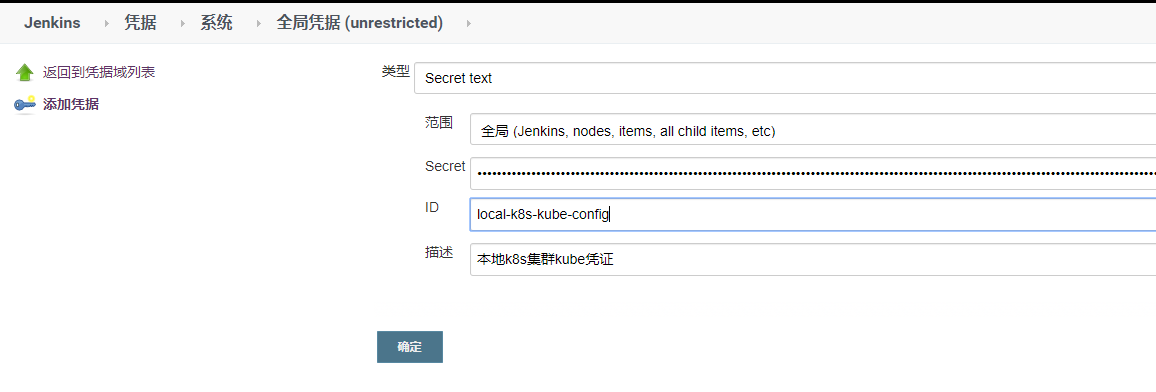 Jenkins 凭据 系统 全局凭据 (unrestricted)
返回到凭据域列表
添加凭据
类型 Secret text
范围 全局 (Jenkins, nodes, items, all child items, etc)
Secret
ID local-k8s-kube-config
描述 本地k8s集群kube凭证
确定